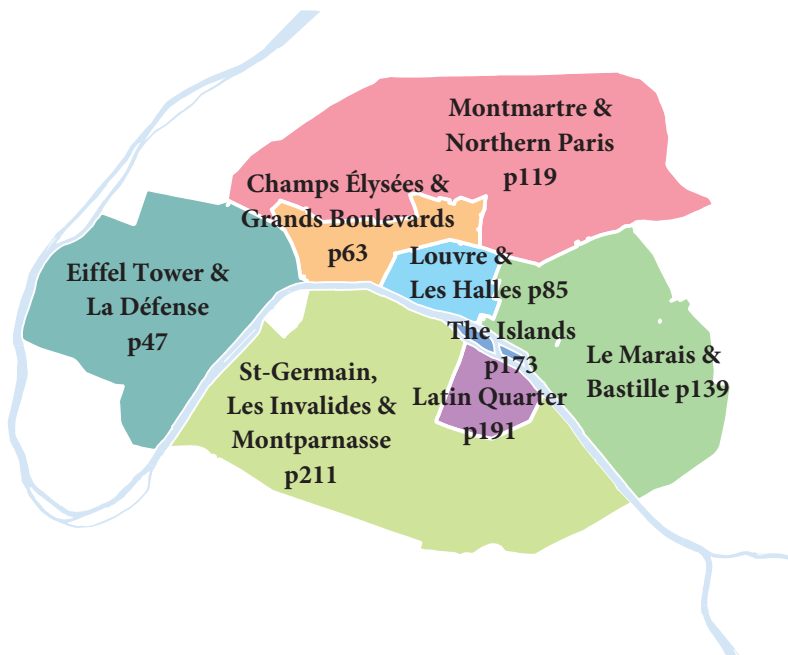 Montmartre &
Northern Paris
p119
Champs Élysées &
Grands Boulevards
p63
Louvre &
Les Halles p85
Eiffel Tower &
La Défense
p47
The Islands
p173
Le Marais &
Bastille p139
St-Germain,
Les Invalides &
Montparnasse
p211
Latin Quarter
p191